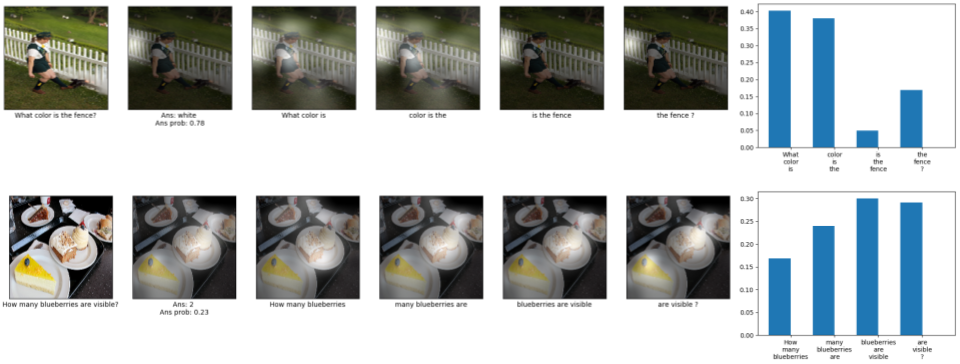 What color is the fence?
Ans: white
Ans prob: 0.78
What color is
color is the
is the fence
the fence ?
0.40
0.35
0.30
0.25
0.20
0.15
0.10
0.05
0.00
What
color
is
color
is
the
is
the
fence
the
fence
?
How many blueberries are visible?
Ans: 2
Ans prob: 0.23
How many blueberries
many blueberries are
blueberries are visible
are visible ?
0.30
0.25
0.20
0.15
0.10
0.05
0.00
How
many
blueberries
many
blueberries
are
blueberries
are
visible
are
visible
?